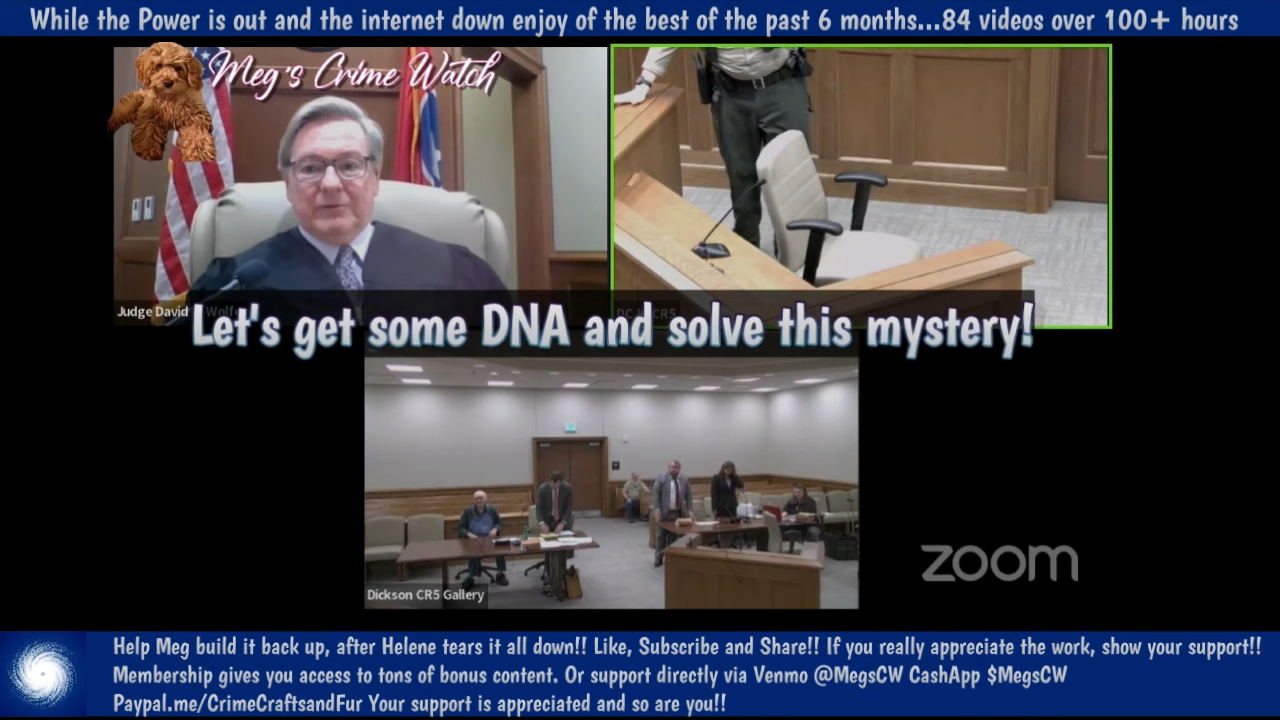 While the Power is out and the internet down enjoy of the best of the past 6 months...84 videos over 100+ hours
Meg's Crime Watch
Judge David Wolfe
DC CR5
Let's get some DNA and solve this mystery!
Dickson CR5 Gallery
zoom
Help Meg build it back up, after Helene tears it all down!! Like, Subscribe and Share!! If you really appreciate the work, show your support!!
Membership gives you access to tons of bonus content. Or support directly via Venmo @MegsCW CashApp $MegsCW
Paypal.me/CrimeCraftsandFur Your support is appreciated and so are you!!